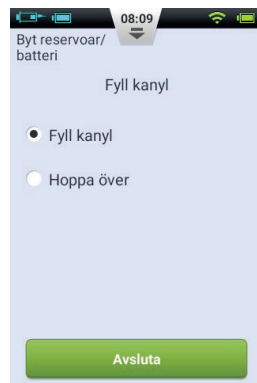 08:09
Byt reservoar/
batteri
Fyll kanyl
Fyll kanyl
Hoppa över
Avsluta